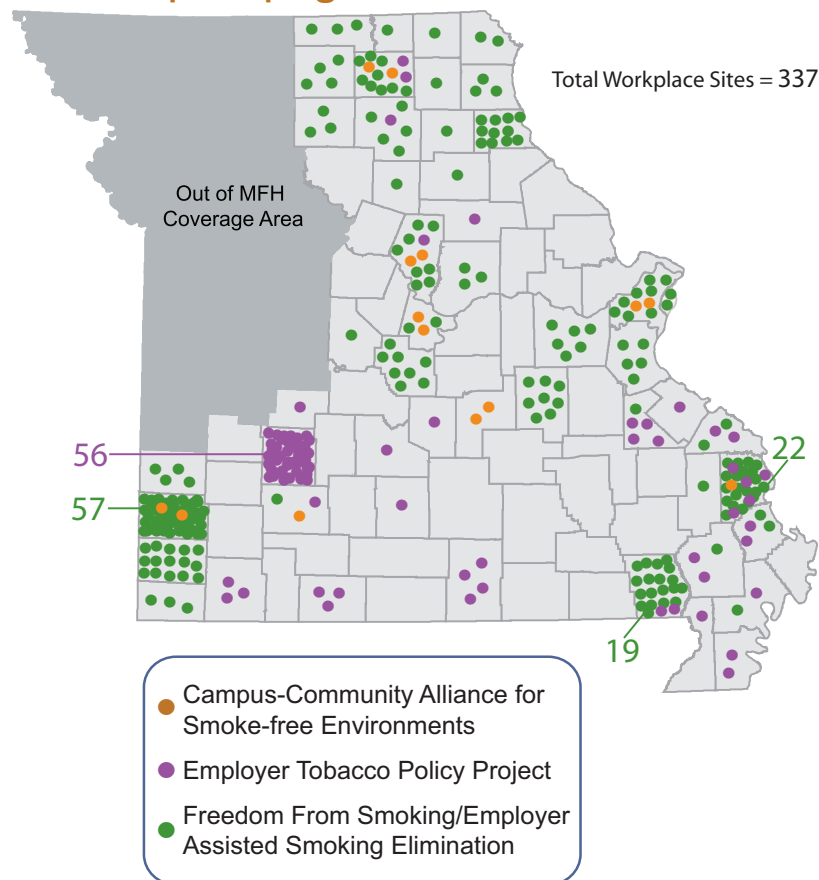 Total Workplace Sites = 337
Out of MFH
Coverage Area
56
57
22
19
Campus-Community Alliance for
Smoke-free Environments
Employer Tobacco Policy Project
Freedom From Smoking/Employer
Assisted Smoking Elimination